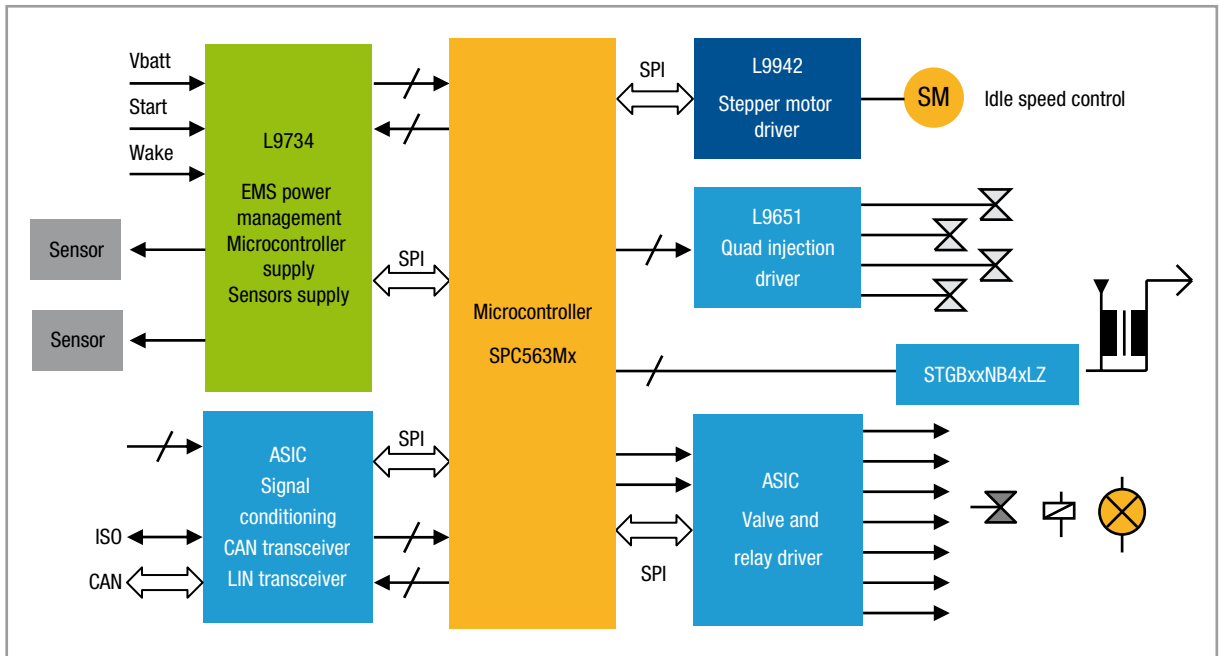 Vbatt
Start
Wake
L9734
EMS power
management
Microcontroller
supply
Sensors supply
Sensor
Sensor
SPI
ASIC
Signal
conditioning
CAN transceiver
LIN transceiver
SPI
ISO
CAN
Microcontroller
SPC563Mx
SPI
L9942
Stepper motor
driver
SM
Idle speed control
L9651
Quad injection
driver
STGBxxNB4xLZ
ASIC
Valve and
relay driver
SPI